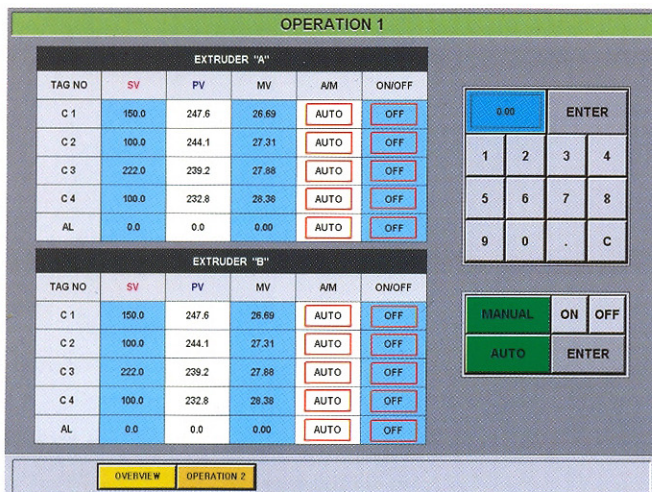 OPERATION 1
EXTRUDER "A"
TAG NO SV PV MV A/M ON/OFF
C 1 150.0 247.6 26.69 AUTO OFF
C 2 100.0 244.1 27.31 AUTO OFF
C 3 222.0 239.2 27.88 AUTO OFF
C 4 100.0 232.8 28.38 AUTO OFF
AL 0.0 0.0 0.00 AUTO OFF
EXTRUDER "B"
TAG NO SV PV MV A/M ON/OFF
C 1 150.0 247.6 26.69 AUTO OFF
C 2 100.0 244.1 27.31 AUTO OFF
C 3 222.0 239.2 27.88 AUTO OFF
C 4 100.0 232.8 28.38 AUTO OFF
AL 0.0 0.0 0.00 AUTO OFF
0.00 ENTER
1 2 3 4
5 6 7 8
9 0 . C
MANUAL ON OFF
AUTO ENTER
OVERVIEW OPERATION 2